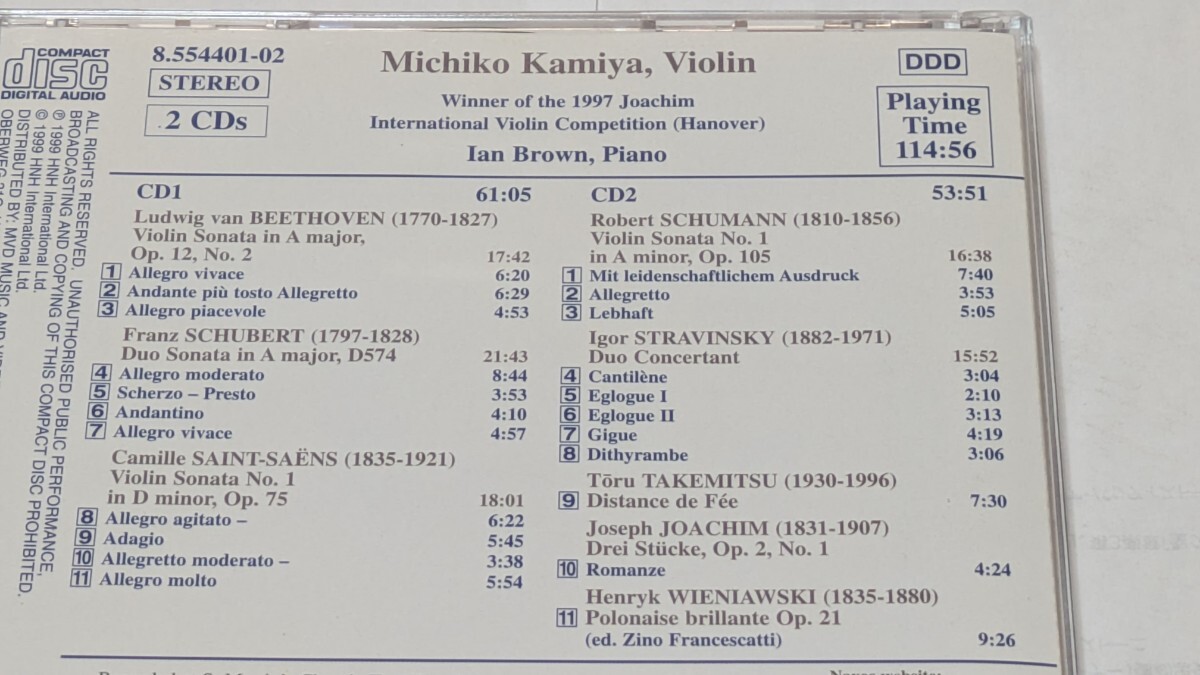 COMPACT
disc
DIGITAL AUDIO
8.554401-02
STEREO
2 CDs
Michiko Kamiya, Violin
Winner of the 1997 Joachim
International Violin Competition (Hanover)
Ian Brown, Piano
DDD
Playing
Time
114:56
CD1 61:05
Ludwig van BEETHOVEN (1770-1827)
Violin Sonata in A major,
Op. 12, No. 2 17:42
1 Allegro vivace 6:20
2 Andante più tosto Allegretto 6:29
3 Allegro piacevole 4:53
Franz SCHUBERT (1797-1828)
Duo Sonata in A major, D574 21:43
4 Allegro moderato 8:44
5 Scherzo – Presto 3:53
6 Andantino 4:10
7 Allegro vivace 4:57
Camille SAINT-SAËNS (1835-1921)
Violin Sonata No. 1
in D minor, Op. 75 18:01
8 Allegro agitato – 6:22
9 Adagio 5:45
10 Allegretto moderato – 3:38
11 Allegro molto 5:54
CD2 53:51
Robert SCHUMANN (1810-1856)
Violin Sonata No. 1
in A minor, Op. 105 16:38
1 Mit leidenschaftlichem Ausdruck 7:40
2 Allegretto 3:53
3 Lebhaft 5:05
Igor STRAVINSKY (1882-1971)
Duo Concertant 15:52
4 Cantilène 3:04
5 Eglogue I 2:10
6 Eglogue II 3:13
7 Gigue 4:19
8 Dithyrambe 3:06
Tōru TAKEMITSU (1930-1996)
9 Distance de Fée 7:30
Joseph JOACHIM (1831-1907)
Drei Stücke, Op. 2, No. 1
10 Romanze 4:24
Henryk WIENIAWSKI (1835-1880)
11 Polonaise brillante Op. 21
(ed. Zino Francescatti) 9:26
ALL RIGHTS RESERVED. UNAUTHORISED PUBLIC PERFORMANCE,
BROADCASTING AND COPYING OF THIS COMPACT DISC PROHIBITED.
℗ 1999 HNH International Ltd.
© 1999 HNH International Ltd.
DISTRIBUTED BY: MVD MUSIC AND
OBERWEG